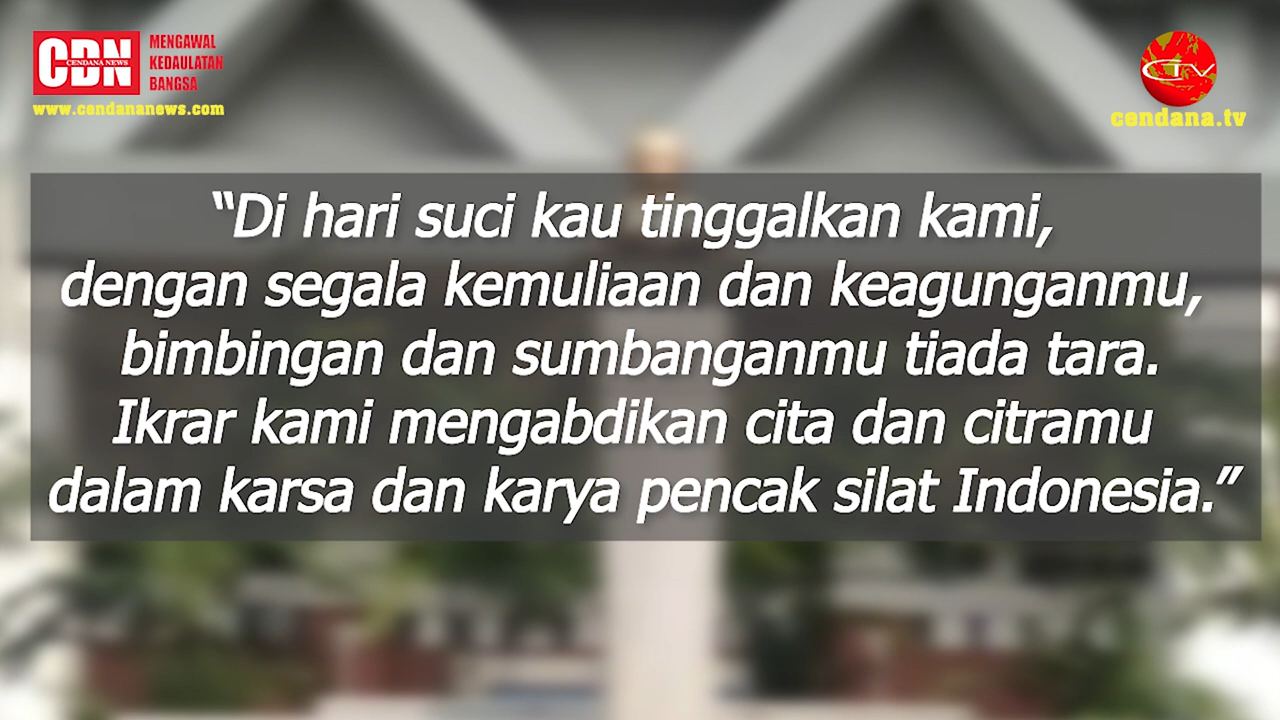 CDN
CENDANA NEWS
MENGAWAL
KEDAULATAN
BANGSA
www.cendananews.com
CTV
cendana.tv
“Di hari suci kau tinggalkan kami,
dengan segala kemuliaan dan keagunganmu,
bimbingan dan sumbanganmu tiada tara.
Ikrar kami mengabdikan cita dan citramu
dalam karsa dan karya pencak silat Indonesia.”